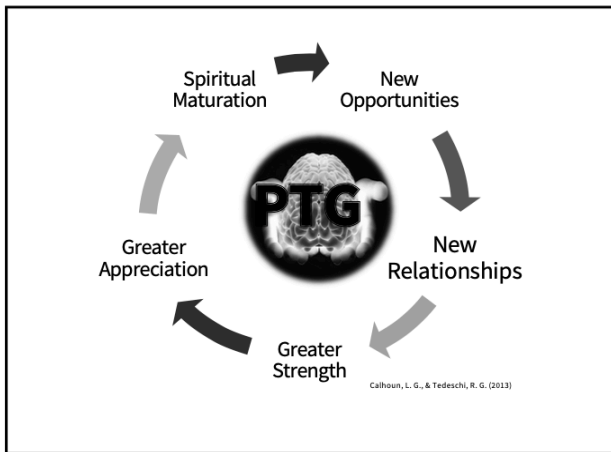 Spiritual
Maturation
New
Opportunities
PTG
New
Relationships
Greater
Appreciation
Greater
Strength
Calhoun, L. G., & Tedeschi, R. G. (2013)